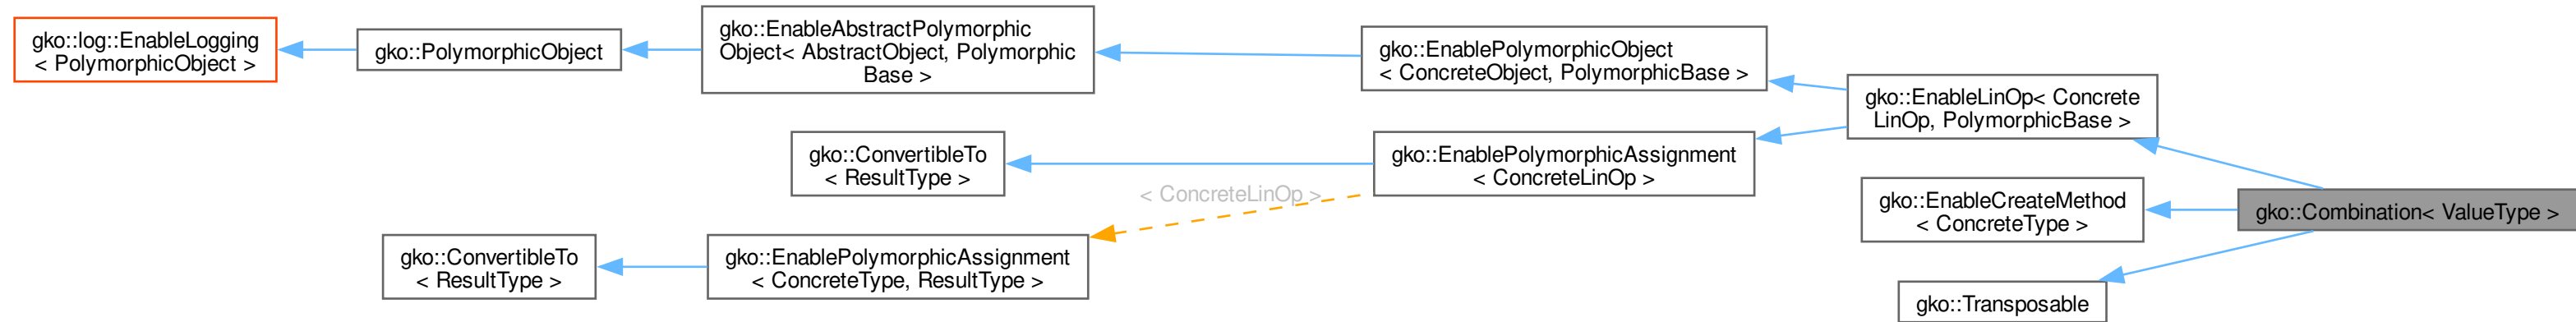 gko::log::EnableLogging
< PolymorphicObject >
gko::PolymorphicObject
gko::EnableAbstractPolymorphic
Object< AbstractObject, Polymorphic
Base >
gko::EnablePolymorphicObject
< ConcreteObject, PolymorphicBase >
gko::EnableLinOp< Concrete
LinOp, PolymorphicBase >
gko::ConvertibleTo
< ResultType >
gko::EnablePolymorphicAssignment
< ConcreteLinOp >
< ConcreteLinOp >
gko::EnableCreateMethod
< ConcreteType >
gko::Combination< ValueType >
gko::ConvertibleTo
< ResultType >
gko::EnablePolymorphicAssignment
< ConcreteType, ResultType >
gko::Transposable